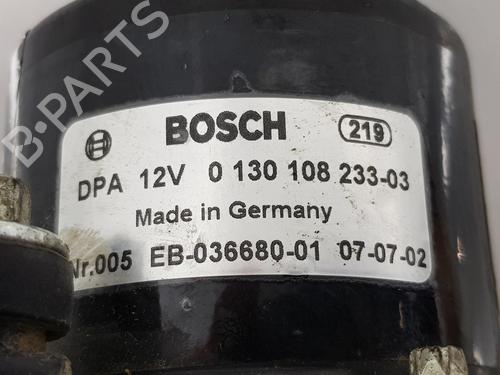 BOSCH 219
DPA 12V 0 130 108 233-03
Made in Germany
Nr.005 EB-036680-01 07-07-02
B-PARTS